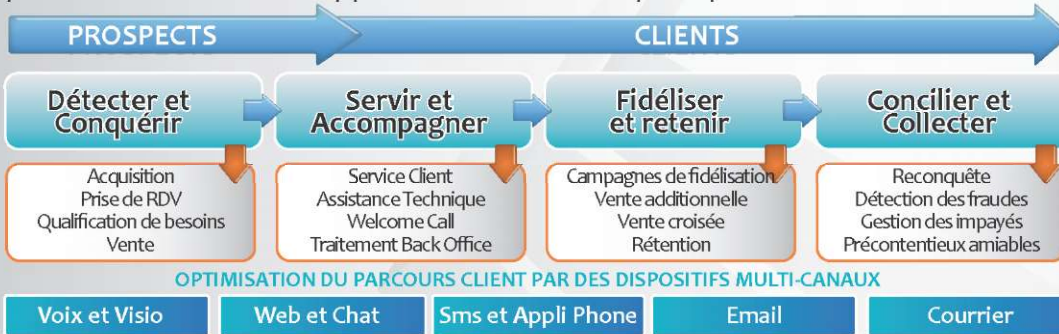 PROSPECTS
CLIENTS
Détecter et
Conquérir
Servir et
Accompagner
Fidéliser
et retenir
Concilier et
Collecter
Acquisition
Prise de RDV
Qualification de besoins
Vente
Service Client
Assistance Technique
Welcome Call
Traitement Back Office
Campagnes de fidélisation
Vente additionnelle
Vente croisée
Rétention
Reconquête
Détection des fraudes
Gestion des impayés
Précontentieux amiables
OPTIMISATION DU PARCOURS CLIENT PAR DES DISPOSITIFS MULTI-CANAUX
Voix et Visio
Web et Chat
Sms et Appli Phone
Email
Courrier